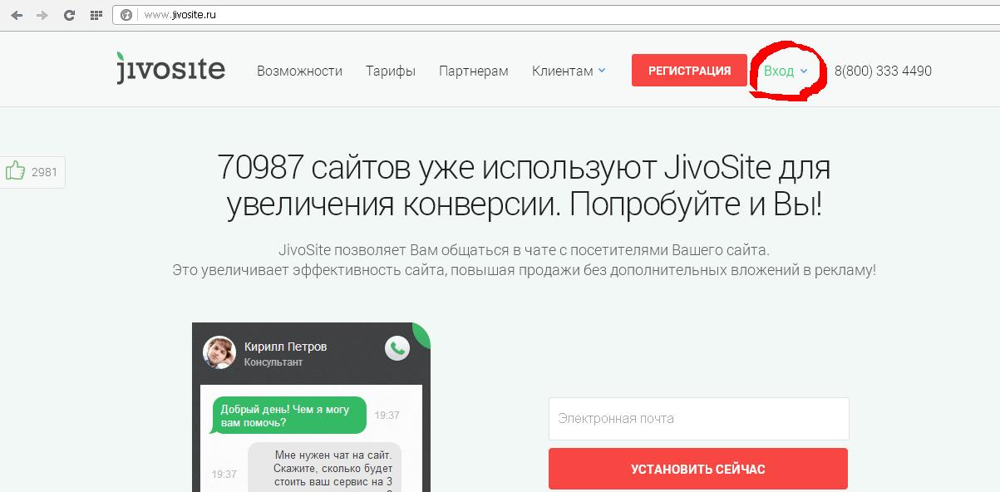 www.jivosite.ru
jivosite
Возможности
Тарифы
Партнерам
Клиентам
РЕГИСТРАЦИЯ
Вход
8(800) 333 4490
2981
70987 сайтов уже используют JivoSite для
увеличения конверсии. Попробуйте и Вы!
JivoSite позволяет Вам общаться в чате с посетителями Вашего сайта.
Это увеличивает эффективность сайта, повышая продажи без дополнительных вложений в рекламу!
Кирилл Петров
Консультант
Добрый день! Чем я могу
вам помочь?
19:37
Мне нужен чат на сайт.
Скажите, сколько будет
стоить ваш сервис на 3
19:37
Электронная почта
УСТАНОВИТЬ СЕЙЧАС